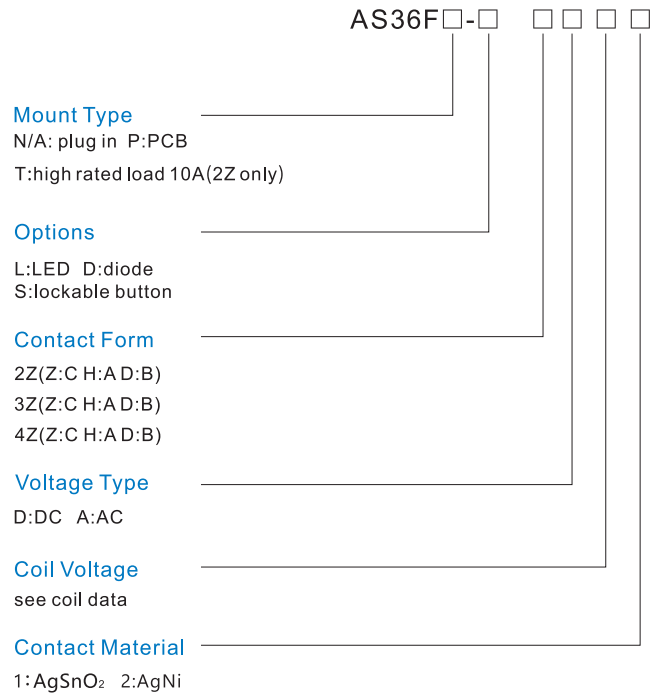 AS36F□-□ □□□□
Mount Type
N/A: plug in P:PCB
T:high rated load 10A(2Z only)
Options
L:LED D:diode
S:lockable button
Contact Form
2Z(Z:C H:A D:B)
3Z(Z:C H:A D:B)
4Z(Z:C H:A D:B)
Voltage Type
D:DC A:AC
Coil Voltage
see coil data
Contact Material
1:AgSnO₂ 2:AgNi